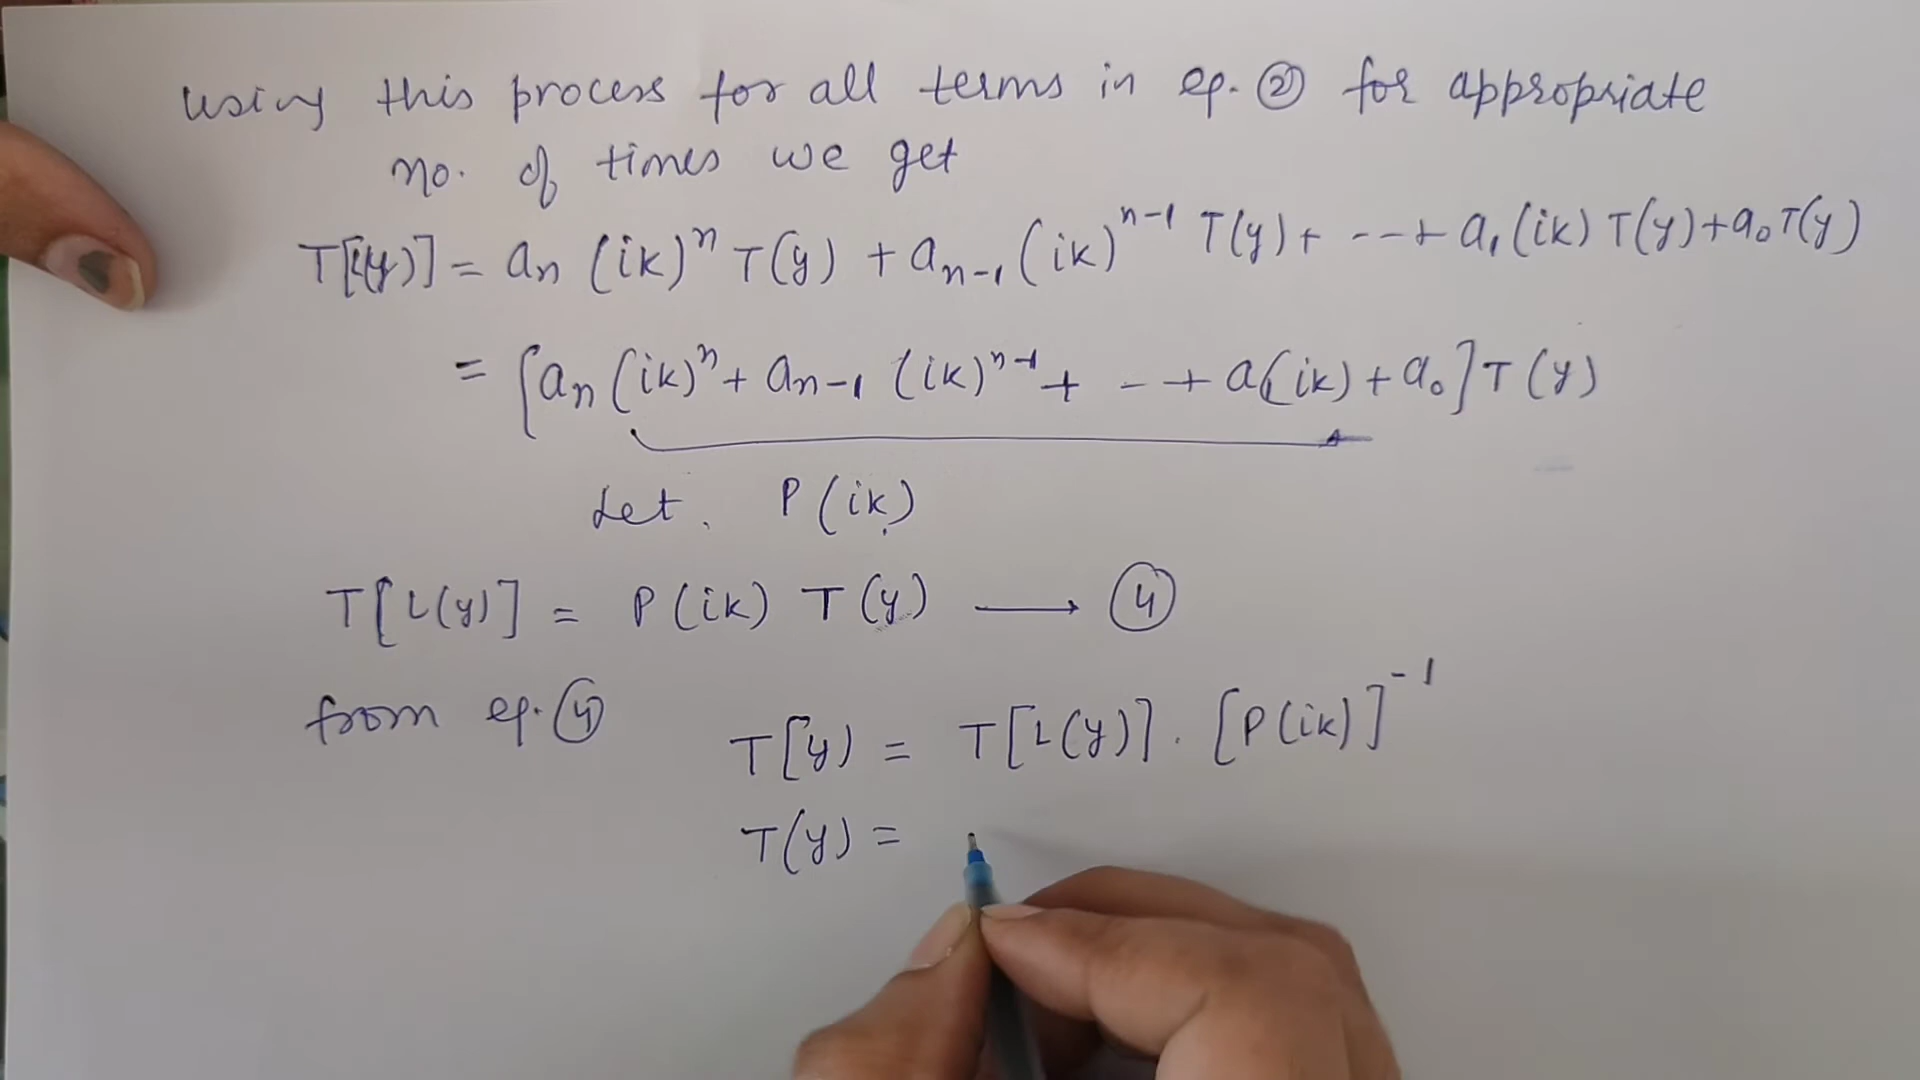 using this process for all terms in eq. ② for appropriate
no. of times we get
T[L(y)] = an (ik)^n T(y) + an-1 (ik)^n-1 T(y) + --+ a1 (ik) T(y) + a0 T(y)
= [an (ik)^n + an-1 (ik)^n-1 + - -+ a1(ik) + a0] T(y)
Let, P(ik)
T[L(y)] = P(ik) T(y) ⟶ ④
from eq. ④ T[y) = T[L(y)] . [P(ik)]^-1
T(y) =